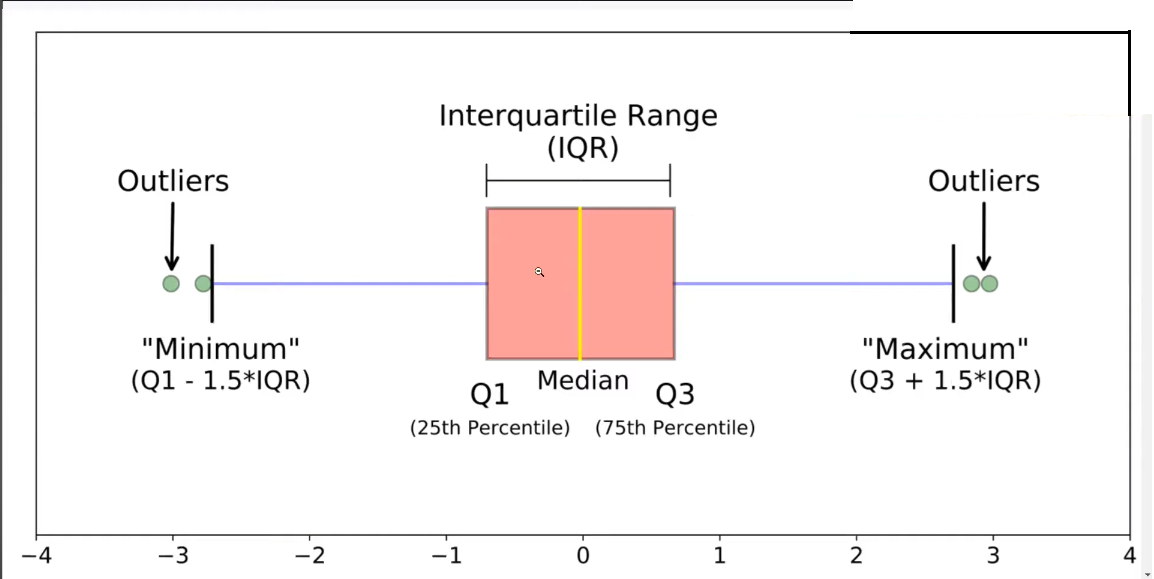 Interquartile Range
(IQR)
Outliers
Outliers
"Minimum"
(Q1 - 1.5*IQR)
"Maximum"
(Q3 + 1.5*IQR)
Median
Q1
Q3
(25th Percentile)
(75th Percentile)
−4 −3 −2 −1 0 1 2 3 4